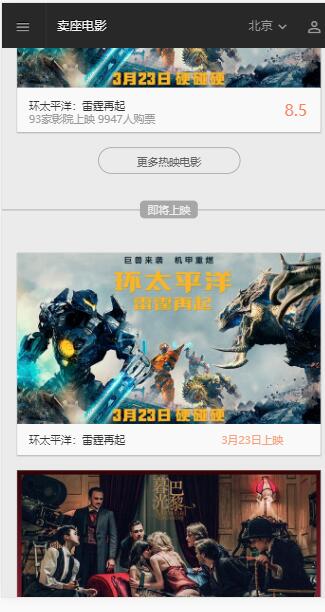 卖座电影
北京
3月23日 硬碰硬
环太平洋：雷霆再起
8.5
93家影院上映 9947人购票
更多热映电影
即将上映
巨兽来袭 机甲重燃
环太平洋
雷霆再起
3月23日 硬碰硬
环太平洋：雷霆再起
3月23日上映
巴黎
暮光